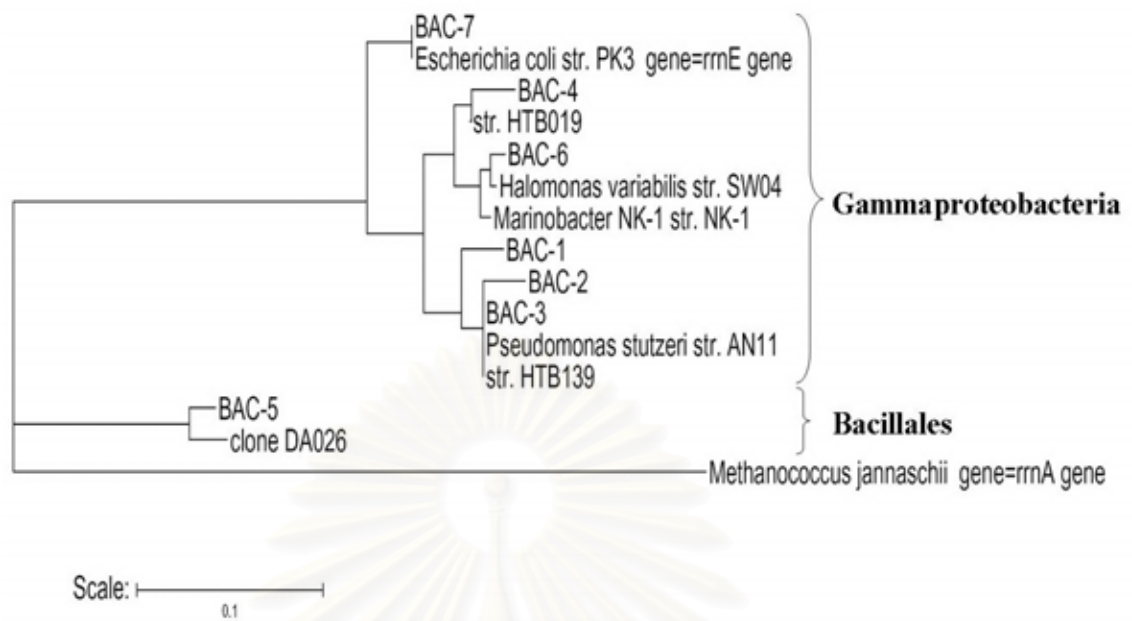 BAC-7
Escherichia coli str. PK3 gene=rrnE gene
BAC-4
str. HTB019
BAC-6
Halomonas variabilis str. SW04
Marinobacter NK-1 str. NK-1
Gammaproteobacteria
BAC-1
BAC-2
BAC-3
Pseudomonas stutzeri str. AN11
str. HTB139
BAC-5
clone DA026
Bacillales
Methanococcus jannaschii gene=rrnA gene
Scale:
0.1